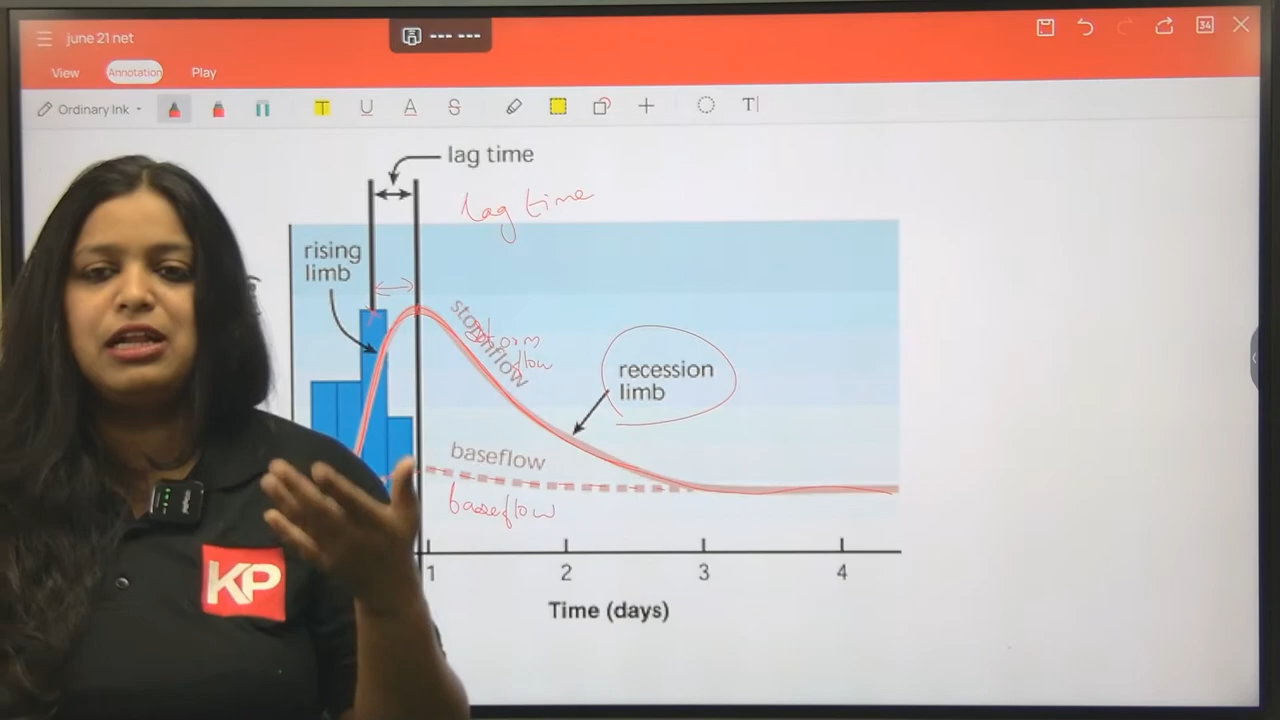 june 21 net
--- ---
34
View
Annotation
Play
Ordinary Ink
T
U
A
S
T
lag time
lag time
rising
limb
stormflow
storm
flow
recession
limb
baseflow
baseflow
1
2
3
4
Time (days)
KP